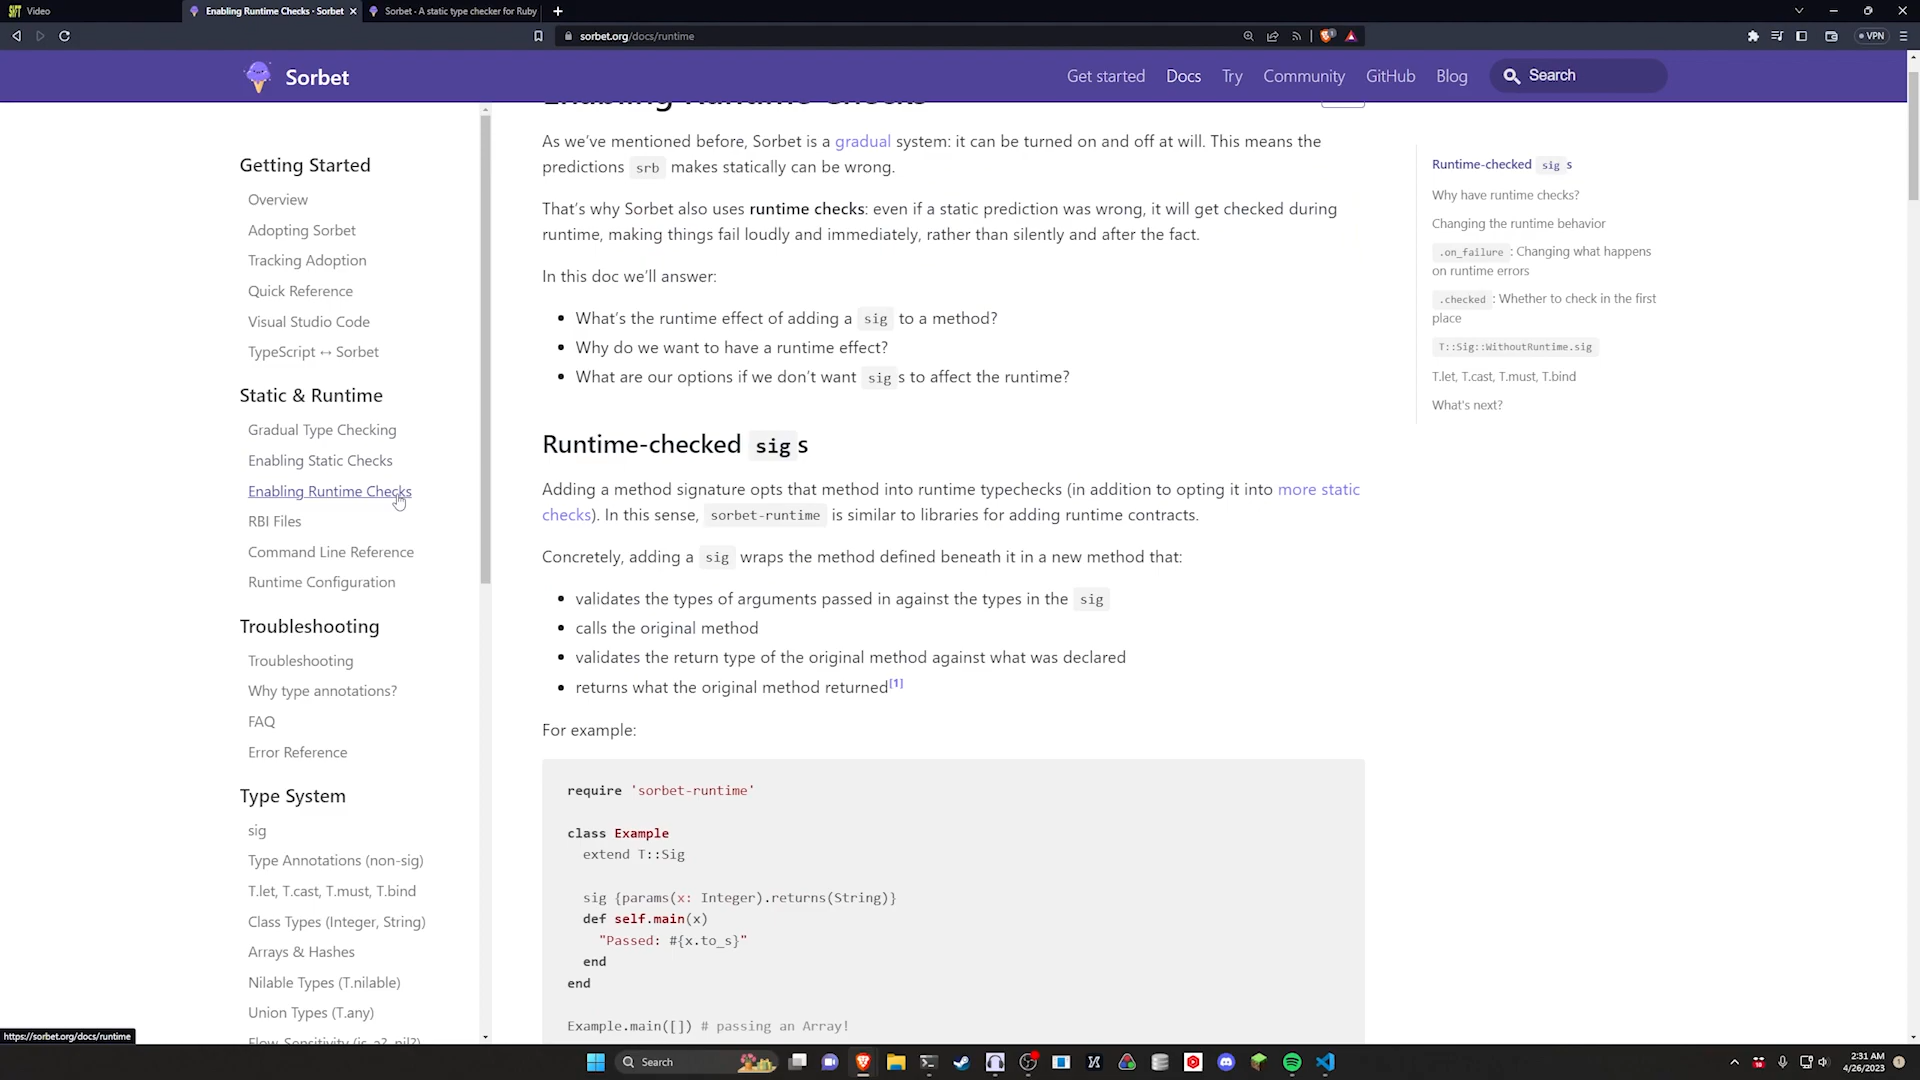 Video
Enabling Runtime Checks · Sorbet
Sorbet · A static type checker for Ruby
sorbet.org/docs/runtime
VPN
Sorbet
Get started
Docs
Try
Community
GitHub
Blog
Search
Getting Started
Overview
Adopting Sorbet
Tracking Adoption
Quick Reference
Visual Studio Code
TypeScript ↔ Sorbet
Static & Runtime
Gradual Type Checking
Enabling Static Checks
Enabling Runtime Checks
RBI Files
Command Line Reference
Runtime Configuration
Troubleshooting
Troubleshooting
Why type annotations?
FAQ
Error Reference
Type System
sig
Type Annotations (non-sig)
T.let, T.cast, T.must, T.bind
Class Types (Integer, String)
Arrays & Hashes
Nilable Types (T.nilable)
Union Types (T.any)
Flow-Sensitivity (is_a?, nil?)
Enabling Runtime Checks
As we've mentioned before, Sorbet is a gradual system: it can be turned on and off at will. This means the
predictions srb makes statically can be wrong.
That's why Sorbet also uses runtime checks: even if a static prediction was wrong, it will get checked during
runtime, making things fail loudly and immediately, rather than silently and after the fact.
In this doc we'll answer:
• What's the runtime effect of adding a sig to a method?
• Why do we want to have a runtime effect?
• What are our options if we don't want sig s to affect the runtime?
Runtime-checked sig s
Adding a method signature opts that method into runtime typechecks (in addition to opting it into more static
checks). In this sense, sorbet-runtime is similar to libraries for adding runtime contracts.
Concretely, adding a sig wraps the method defined beneath it in a new method that:
• validates the types of arguments passed in against the types in the sig
• calls the original method
• validates the return type of the original method against what was declared
• returns what the original method returned[1]
For example:
require 'sorbet-runtime'
class Example
extend T::Sig
sig {params(x: Integer).returns(String)}
def self.main(x)
"Passed: #{x.to_s}"
end
end
Example.main([]) # passing an Array!
Runtime-checked sig s
Why have runtime checks?
Changing the runtime behavior
.on_failure : Changing what happens
on runtime errors
.checked : Whether to check in the first
place
T::Sig::WithoutRuntime.sig
T.let, T.cast, T.must, T.bind
What's next?
https://sorbet.org/docs/runtime
Search
2:31 AM
4/26/2023